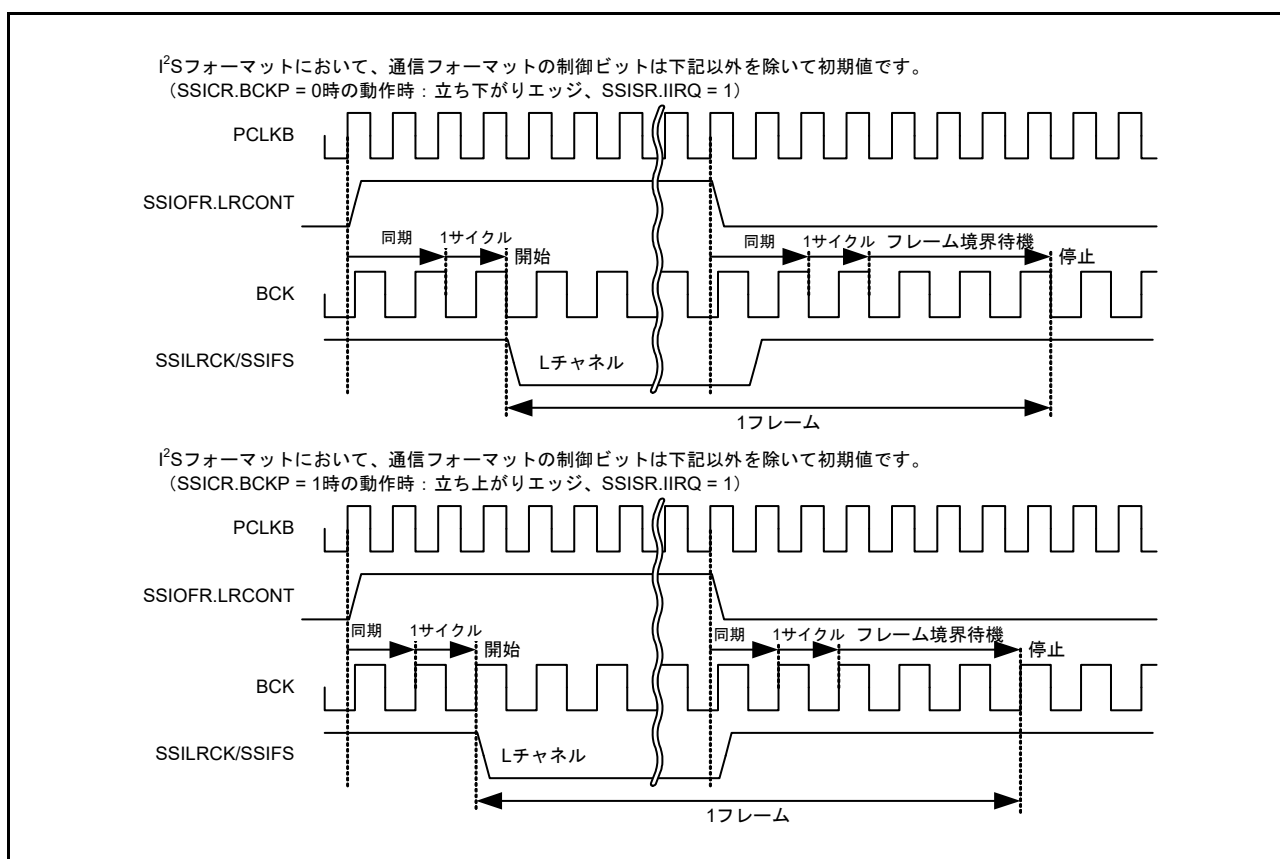 I²Sフォーマットにおいて、通信フォーマットの制御ビットは下記以外を除いて初期値です。
（SSICR.BCKP = 0時の動作時：立ち下がりエッジ、SSISR.IIRQ = 1）
PCLKB
SSIOFR.LRCONT
同期 1サイクル 開始 同期 1サイクル フレーム境界待機 停止
BCK
SSILRCK/SSIFS
Lチャネル
1フレーム
I²Sフォーマットにおいて、通信フォーマットの制御ビットは下記以外を除いて初期値です。
（SSICR.BCKP = 1時の動作時：立ち上がりエッジ、SSISR.IIRQ = 1）
PCLKB
SSIOFR.LRCONT
同期 1サイクル 開始 同期 1サイクル フレーム境界待機 停止
BCK
SSILRCK/SSIFS
Lチャネル
1フレーム